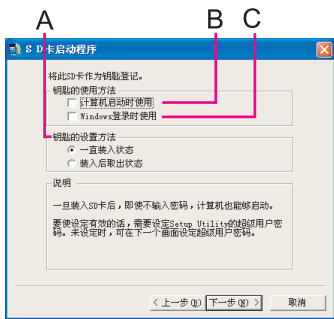 A
B
C
SD卡启动程序
将此SD卡作为钥匙登记。
钥匙的使用方法
计算机启动时使用
Windows登录时使用
钥匙的设置方法
一直装入状态
装入后取出状态
说明
一旦装入SD卡后，即使不输入密码，计算机也能够启动。
要使设定有效的话，需要设定Setup Utility的超级用户密
码。未设定时，可在下一个画面设定超级用户密码。
< 上一步(B)
下一步(N) >
取消